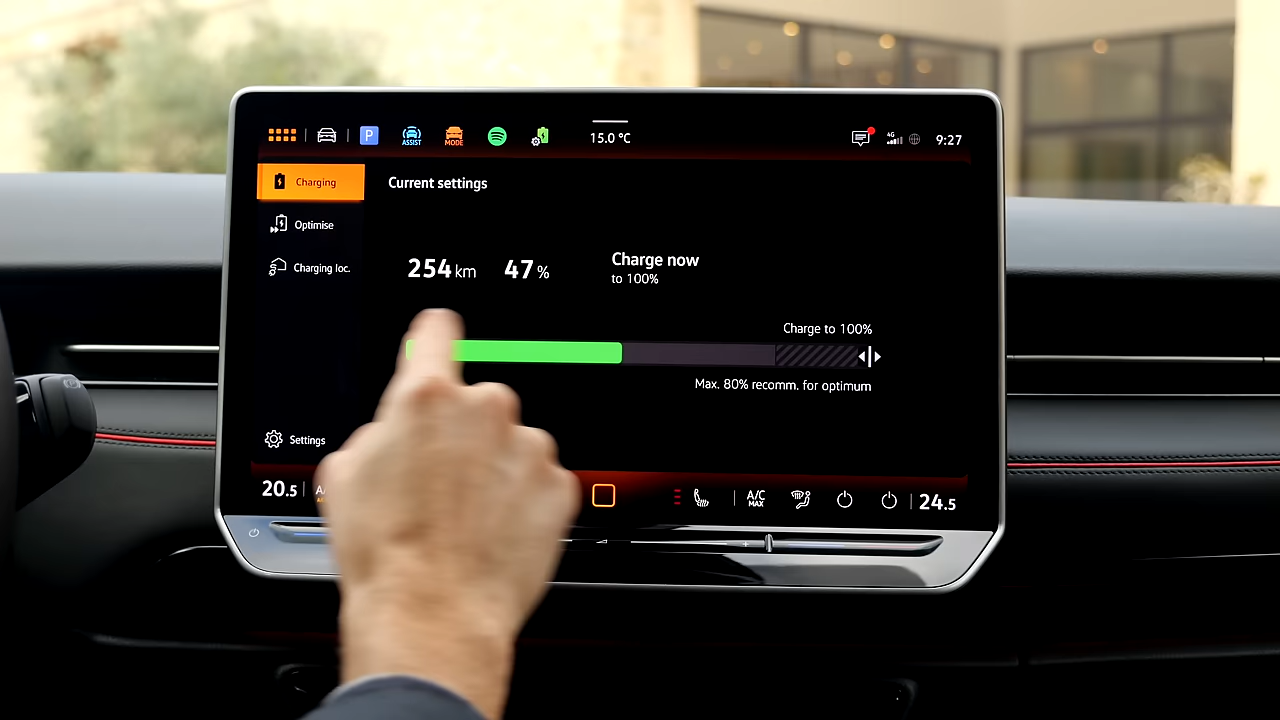 P
ASSIST
MODE
15.0 °C
4G
9:27
Charging
Current settings
Optimise
Charging loc.
254 km
47 %
Charge now
to 100%
Charge to 100%
Max. 80% recomm. for optimum
Settings
20.5
A/C
MAX
24.5